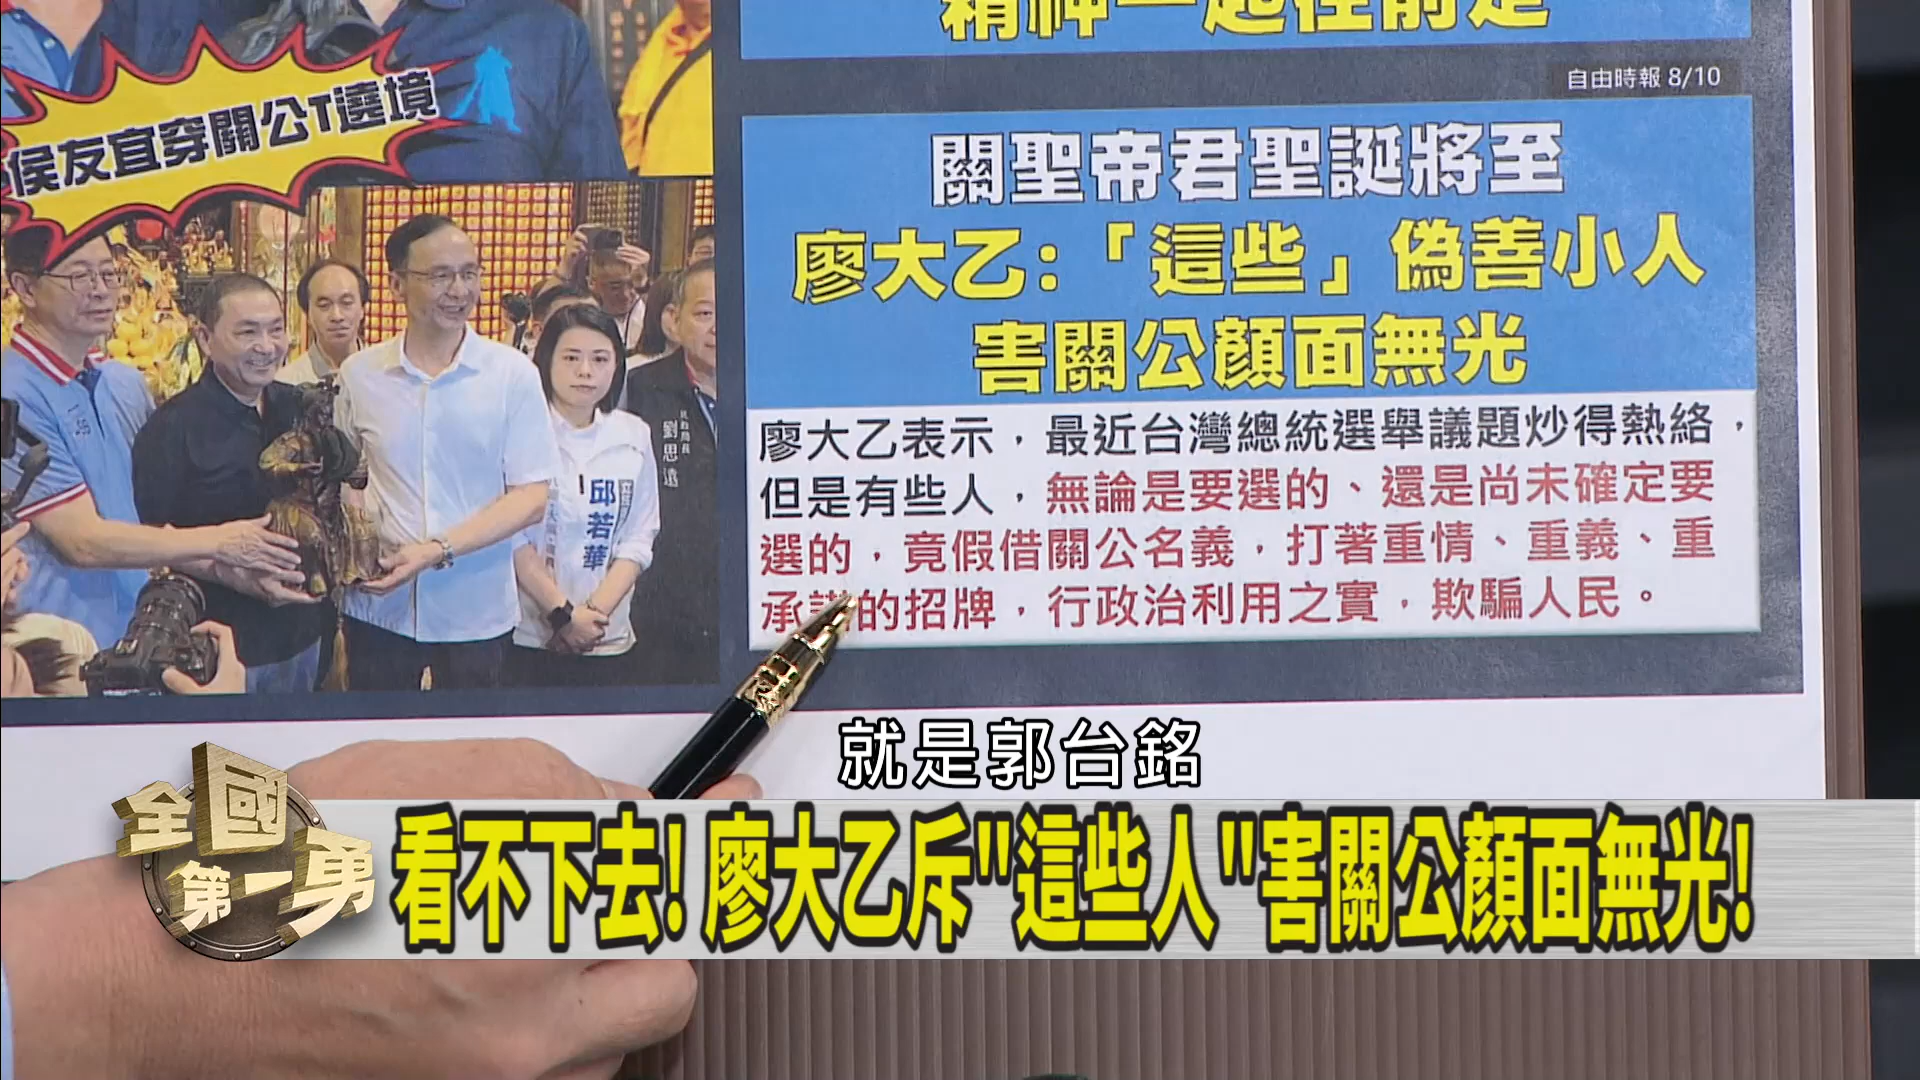 精神一起往前走
自由時報 8/10
侯友宜穿關公T遶境
關聖帝君聖誕將至
廖大乙:「這些」偽善小人
害關公顏面無光
廖大乙表示，最近台灣總統選舉議題炒得熱絡，
但是有些人，無論是要選的、還是尚未確定要
選的，竟假借關公名義，打著重情、重義、重
承諾的招牌，行政治利用之實，欺騙人民。
劉思遠
邱若華
就是郭台銘
全國
第一勇
看不下去!廖大乙斥"這些人"害關公顏面無光!